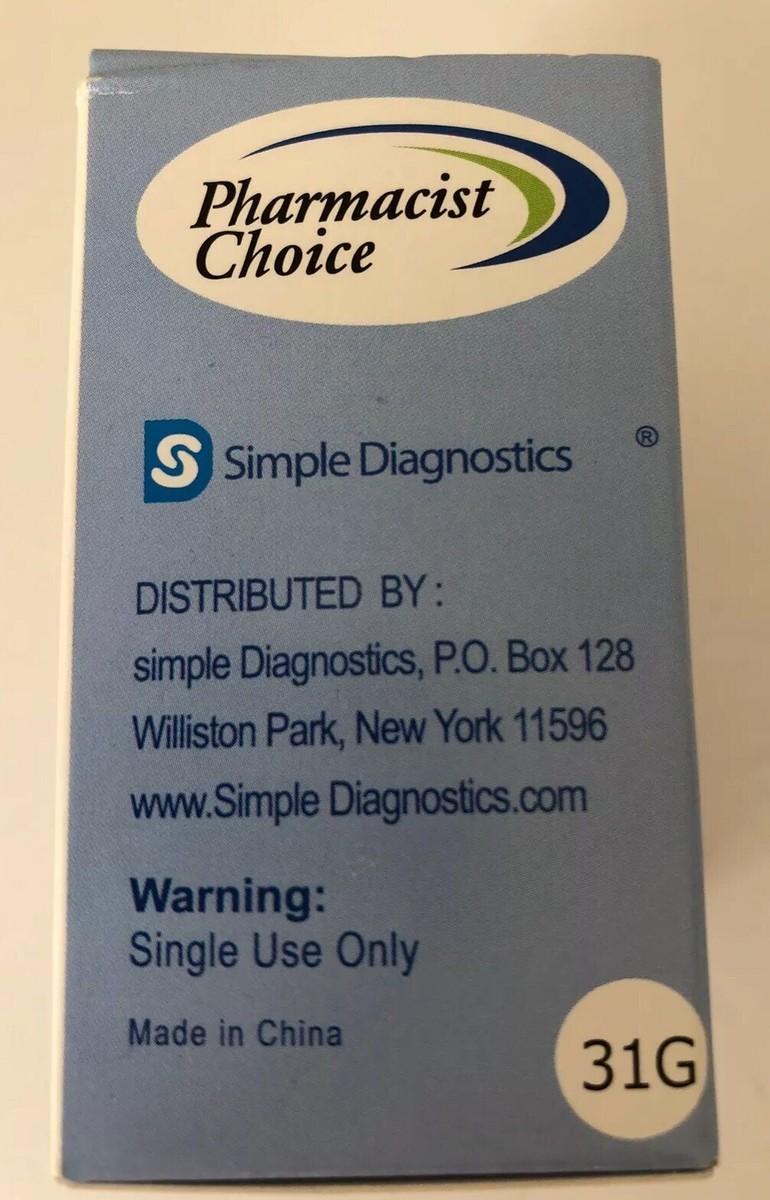 Pharmacist
Choice
S Simple Diagnostics ®
DISTRIBUTED BY :
simple Diagnostics, P.O. Box 128
Williston Park, New York 11596
www.Simple Diagnostics.com
Warning:
Single Use Only
Made in China
31G